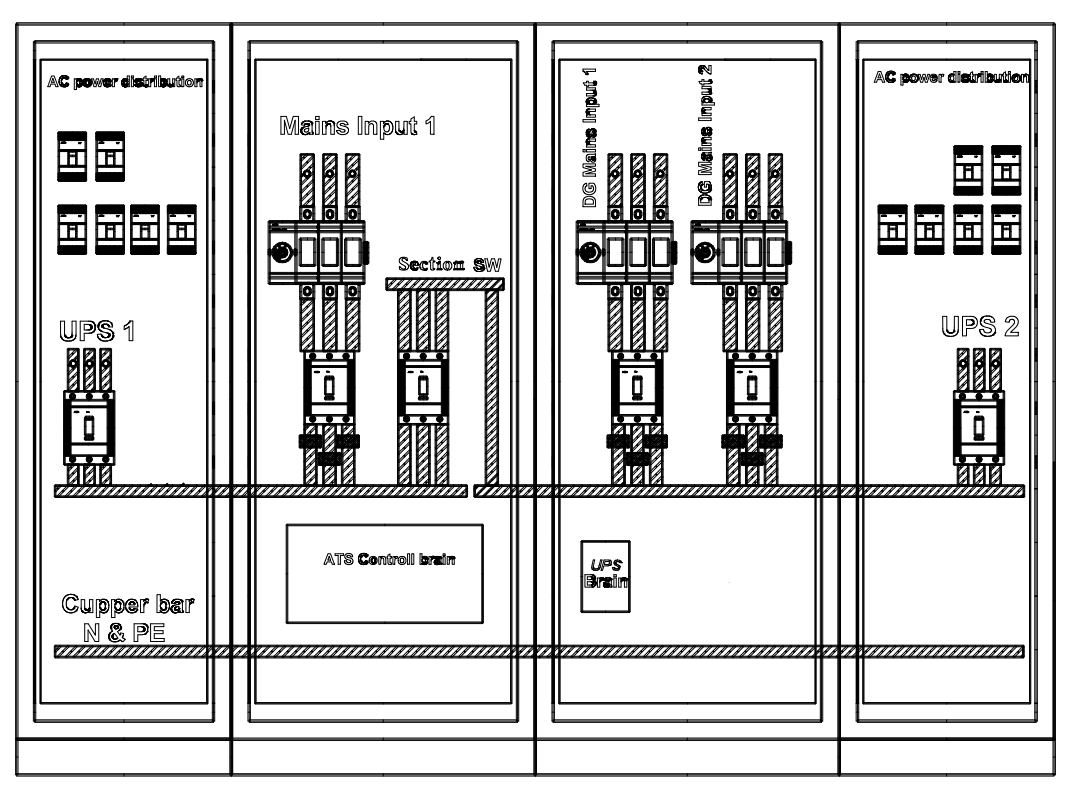 AC power distribution
Mains Input 1
DG Mains Input 1
DG Mains Input 2
AC power distribution
Section SW
UPS 1
UPS 2
ATS Controll brain
UPS
Brain
Cupper bar
N & PE